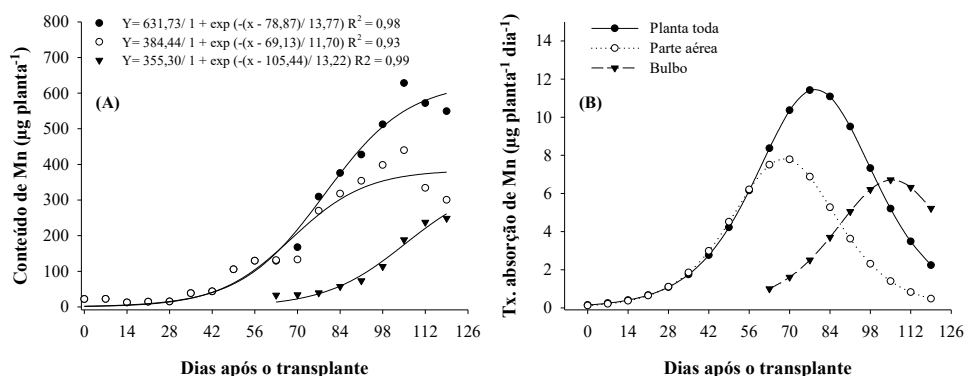 Y= 631,73/ 1 + exp (-(x - 78,87)/ 13,77) R² = 0,98
Y= 384,44/ 1 + exp (-(x - 69,13)/ 11,70) R² = 0,93
Y= 355,30/ 1 + exp (-(x - 105,44)/ 13,22) R2 = 0,99
(A)
Conteúdo de Mn (µg planta⁻¹)
800
700
600
500
400
300
200
100
0
0 14 28 42 56 70 84 98 112 126
Dias após o transplante
Planta toda
Parte aérea
Bulbo
(B)
Tx. absorção de Mn (µg planta⁻¹ dia⁻¹)
14
12
10
8
6
4
2
0
0 14 28 42 56 70 84 98 112 126
Dias após o transplante